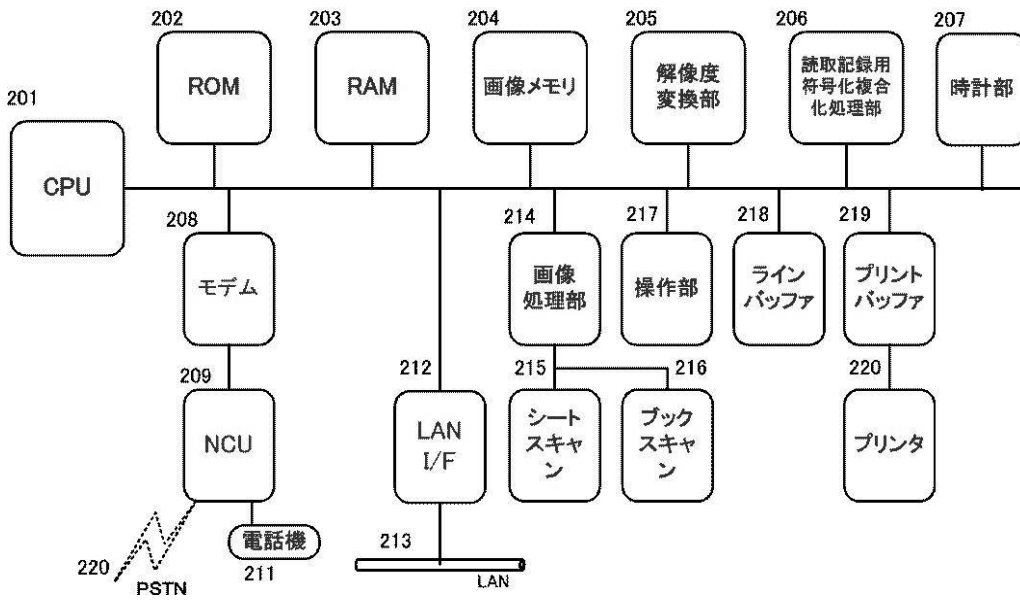 202
203
204
205
206
207
201
ROM
RAM
画像メモリ
解像度
変換部
読取記録用
符号化複合
化処理部
時計部
CPU
208
214
217
218
219
モデム
画像
処理部
操作部
ライン
バッファ
プリント
バッファ
209
212
215
216
220
NCU
LAN
I/F
シート
スキャ
ン
ブック
スキャ
ン
プリンタ
電話機
220
PSTN
211
213
LAN